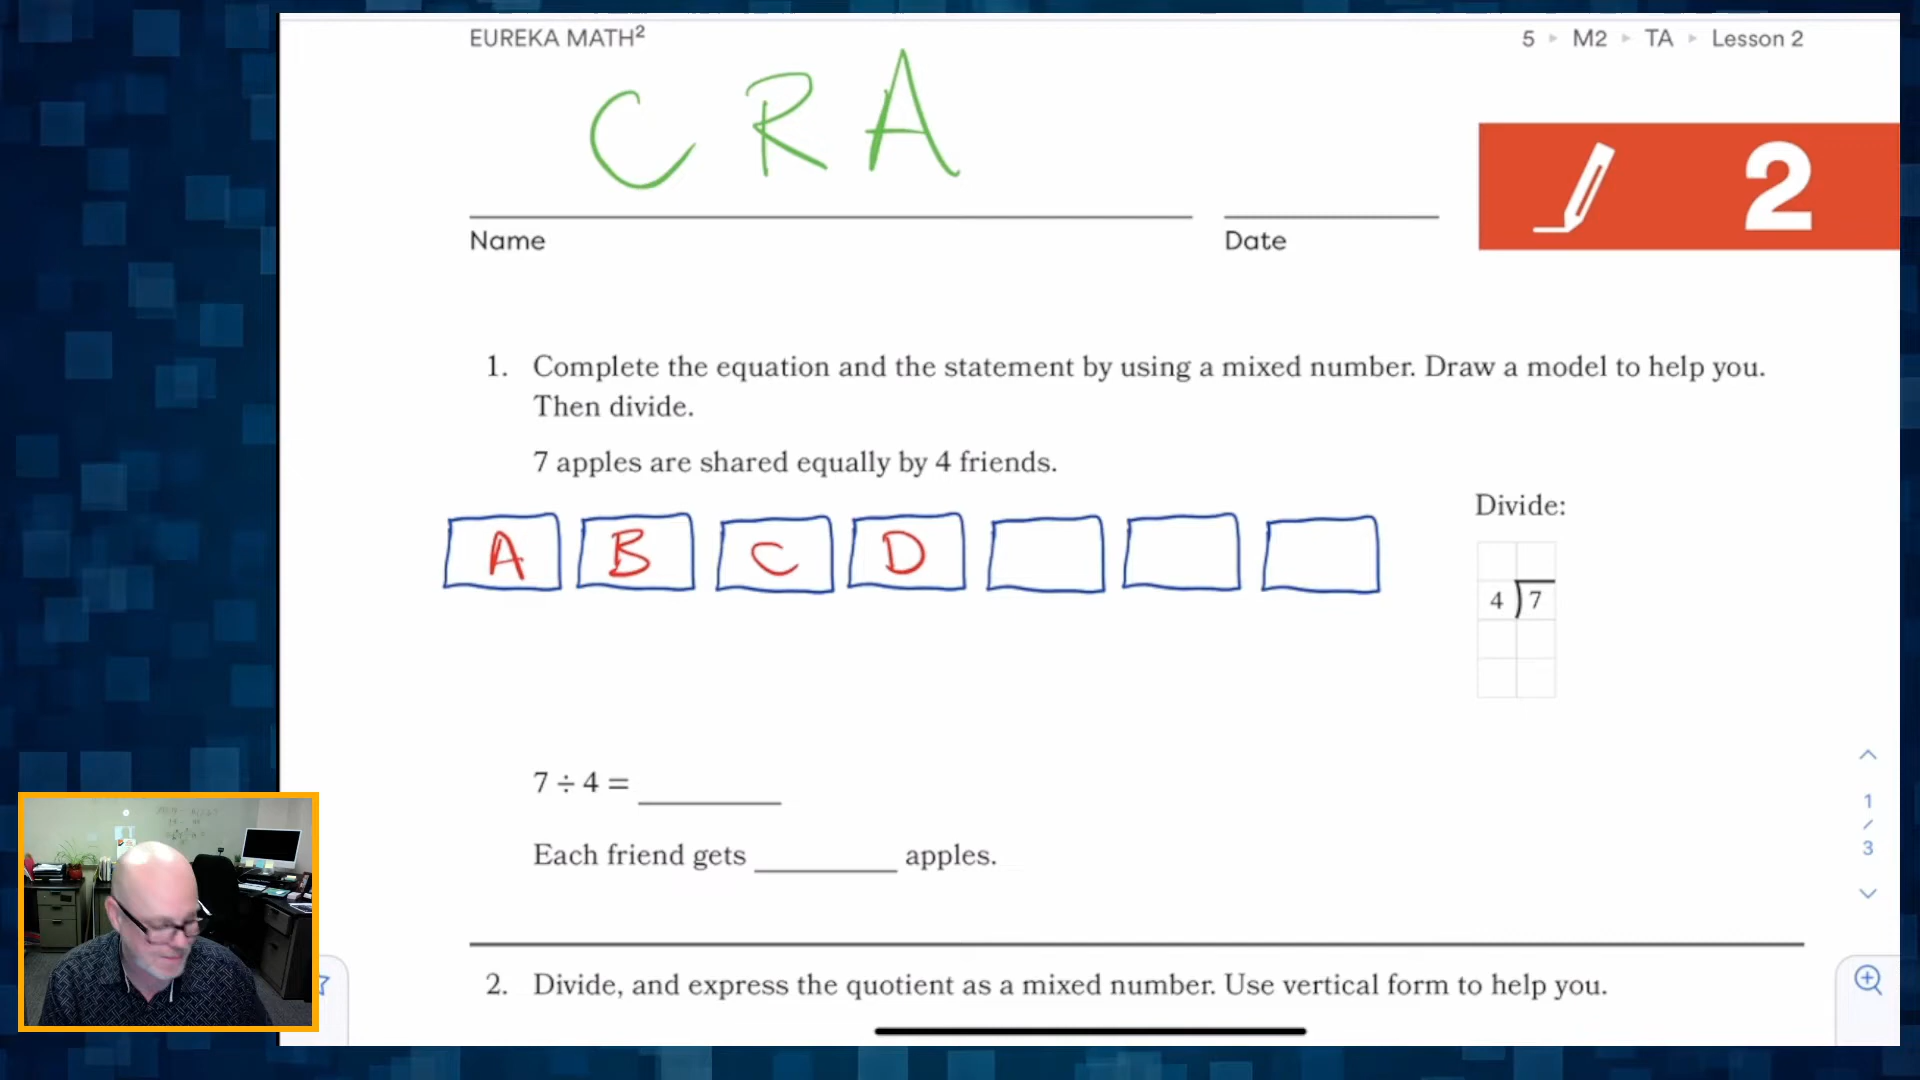 EUREKA MATH²
5 ▸ M2 ▸ TA ▸ Lesson 2
C R A
2
Name
Date
1. Complete the equation and the statement by using a mixed number. Draw a model to help you.
Then divide.
7 apples are shared equally by 4 friends.
Divide:
A B C D
4 7
7 ÷ 4 =
1
/
3
Each friend gets ________ apples.
2. Divide, and express the quotient as a mixed number. Use vertical form to help you.